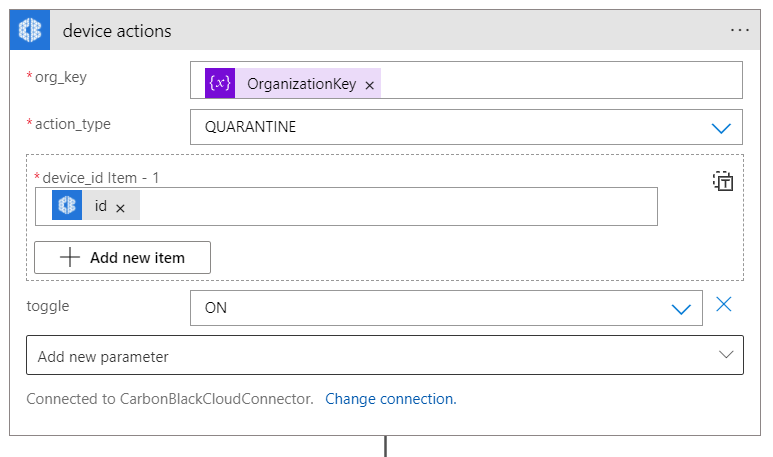 device actions
* org_key
{x} OrganizationKey ×
* action_type
QUARANTINE
* device_id Item - 1
id ×
Add new item
toggle
ON
Add new parameter
Connected to CarbonBlackCloudConnector. Change connection.